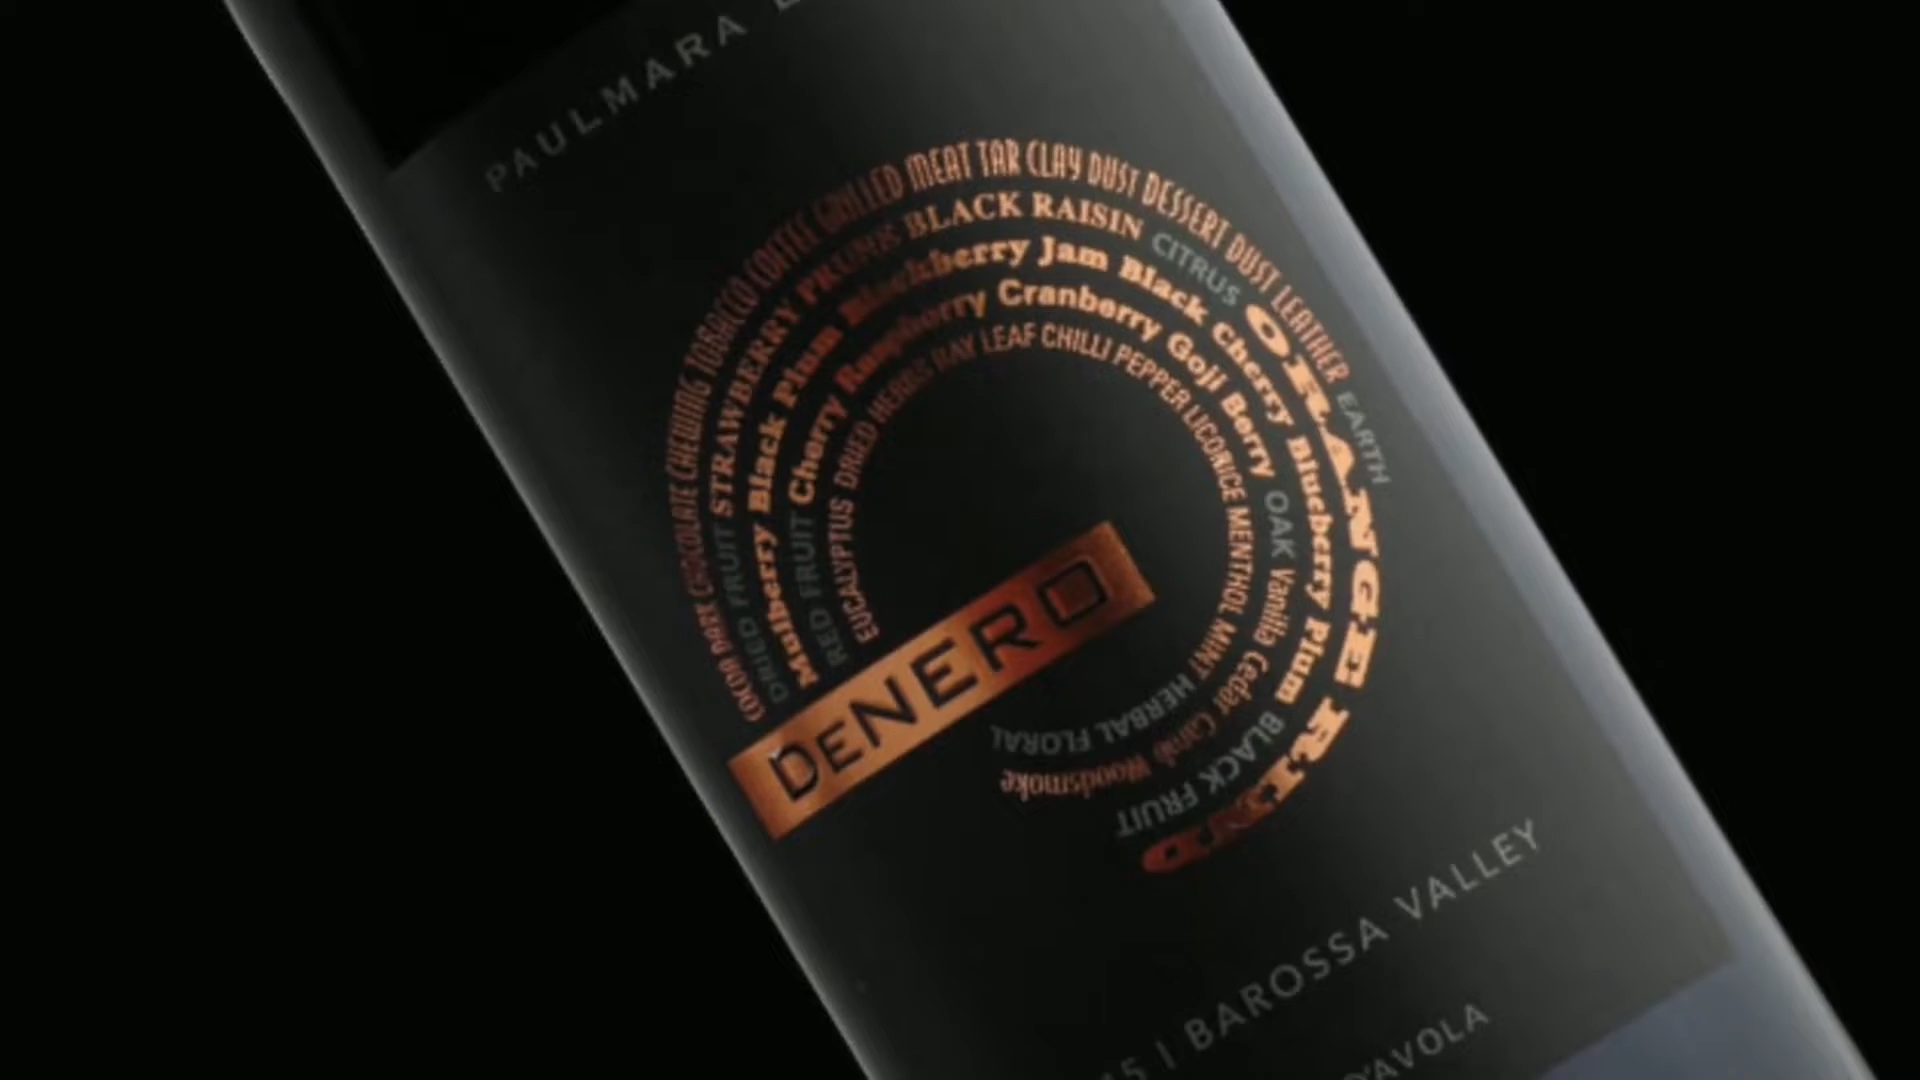 PAULMARA
COCOA DARK CHOCOLATE CHEWING TOBACCO COFFEE GRILLED MEAT TAR CLAY DUST DESSERT DUST LEATHER EARTH
DRIED FRUIT STRAWBERRY PRUNE BLACK RAISIN CITRUS ORANGE RIND
Mulberry Black Plum Blackberry Jam Black Cherry Blueberry Plum BLACK FRUIT
RED FRUIT Cherry Raspberry Cranberry Goji Berry OAK Vanilla Cedar Woodsmoke
EUCALYPTUS DRIED HERBS BAY LEAF CHILLI PEPPER LICORICE MENTHOL MINT HERBAL FLORAL
DENERO
15 | BAROSSA VALLEY
D'AVOLA